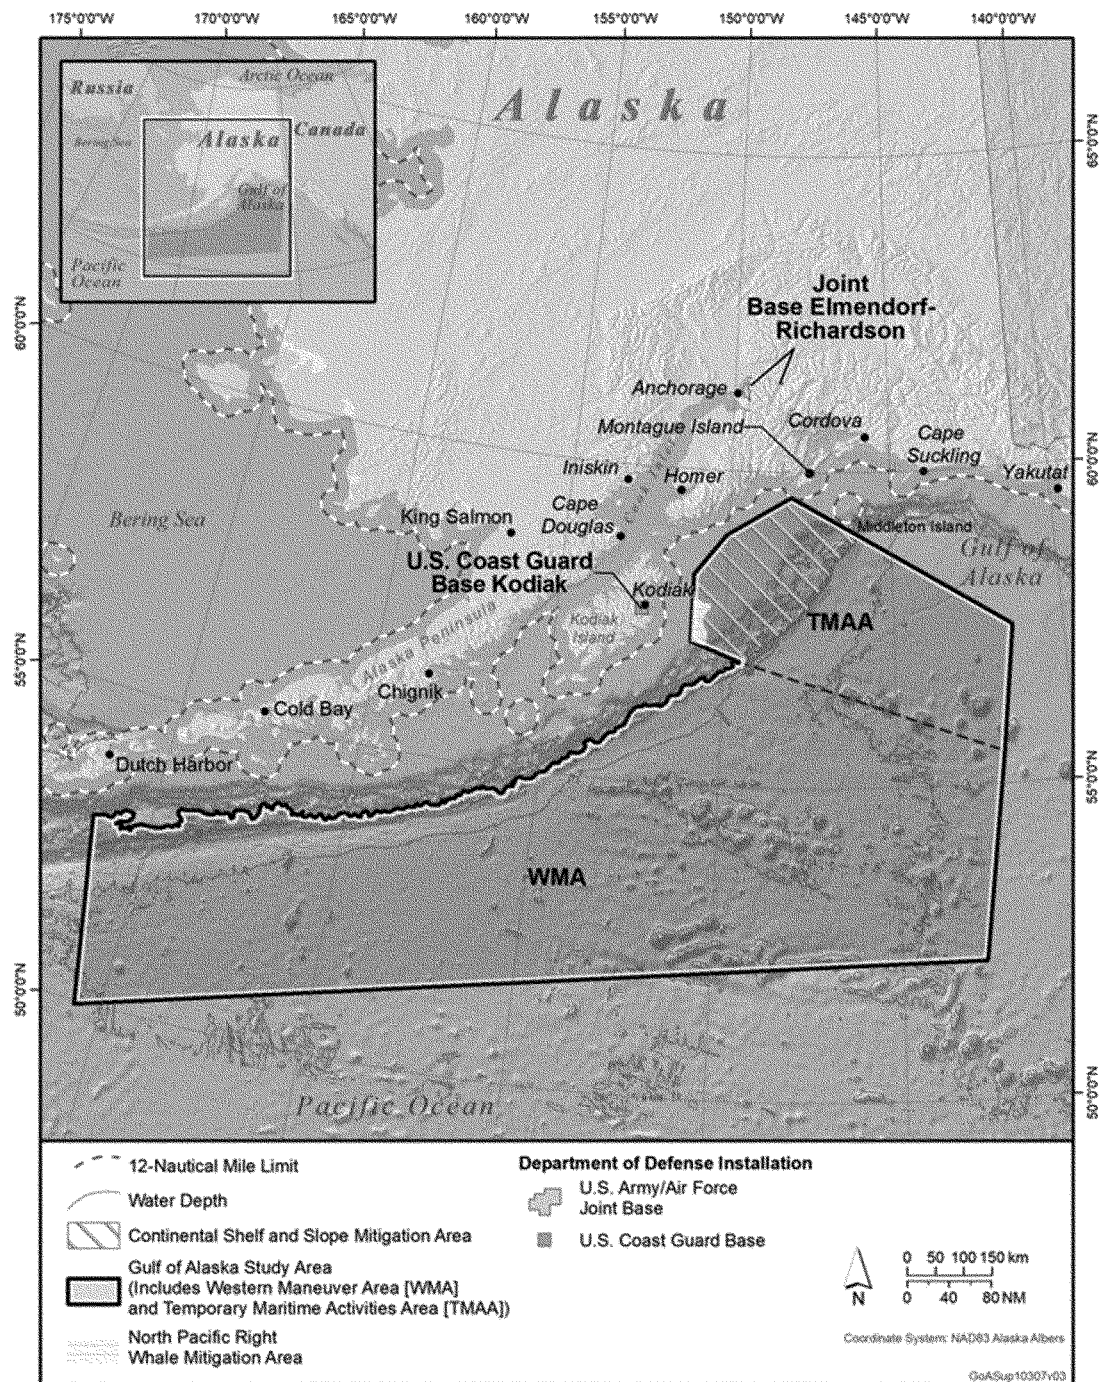 175°0'0"W 170°0'0"W 165°0'0"W 160°0'0"W 155°0'0"W 150°0'0"W 145°0'0"W 140°0'0"W
Russia
Arctic Ocean
Bering Sea
Alaska
Canada
Gulf of
Alaska
Pacific
Ocean
Alaska
65°0'0"N
60°0'0"N
Joint
Base Elmendorf-
Richardson
Anchorage
Montague Island
Cordova
Cape
Suckling
Yakutat
60°0'0"N
Iniskin
Homer
Cook Inlet
Cape
Douglas
King Salmon
Bering Sea
Middleton Island
Gulf of
Alaska
U.S. Coast Guard
Base Kodiak
Kodiak
Kodiak
Island
TMAA
Alaska Peninsula
55°0'0"N
Chignik
Cold Bay
Dutch Harbor
55°0'0"N
WMA
50°0'0"N
50°0'0"N
Pacific Ocean
12-Nautical Mile Limit
Water Depth
Continental Shelf and Slope Mitigation Area
Gulf of Alaska Study Area
(Includes Western Maneuver Area [WMA]
and Temporary Maritime Activities Area [TMAA])
North Pacific Right
Whale Mitigation Area
Department of Defense Installation
U.S. Army/Air Force
Joint Base
U.S. Coast Guard Base
N
0 50 100 150 km
0 40 80 NM
Coordinate System: NAD83 Alaska Albers
GoASup10307v03